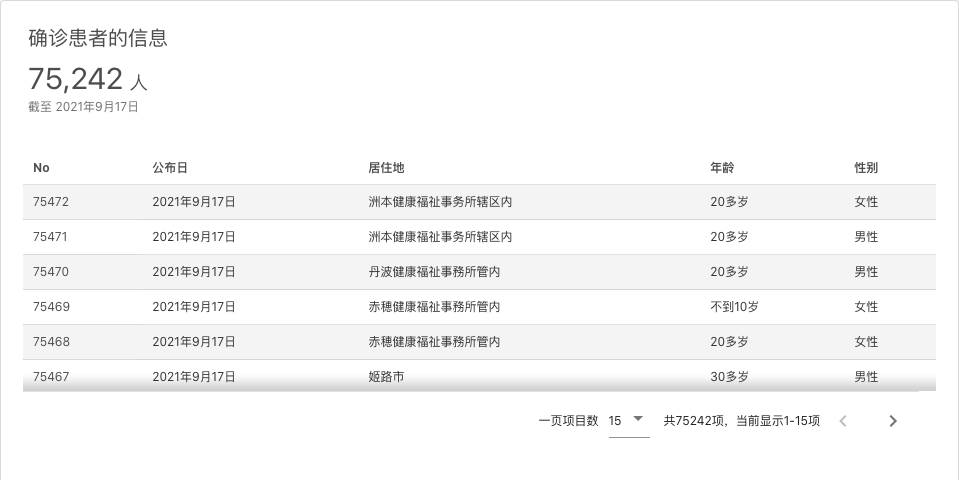 确诊患者的信息
75,242 人
截至 2021年9月17日
No 公布日 居住地 年龄 性别
75472 2021年9月17日 洲本健康福祉事务所辖区内 20多岁 女性
75471 2021年9月17日 洲本健康福祉事务所辖区内 20多岁 男性
75470 2021年9月17日 丹波健康福祉事務所管内 20多岁 男性
75469 2021年9月17日 赤穂健康福祉事務所管内 不到10岁 女性
75468 2021年9月17日 赤穂健康福祉事務所管内 20多岁 女性
75467 2021年9月17日 姬路市 30多岁 男性
一页项目数 15 共75242项，当前显示1-15项